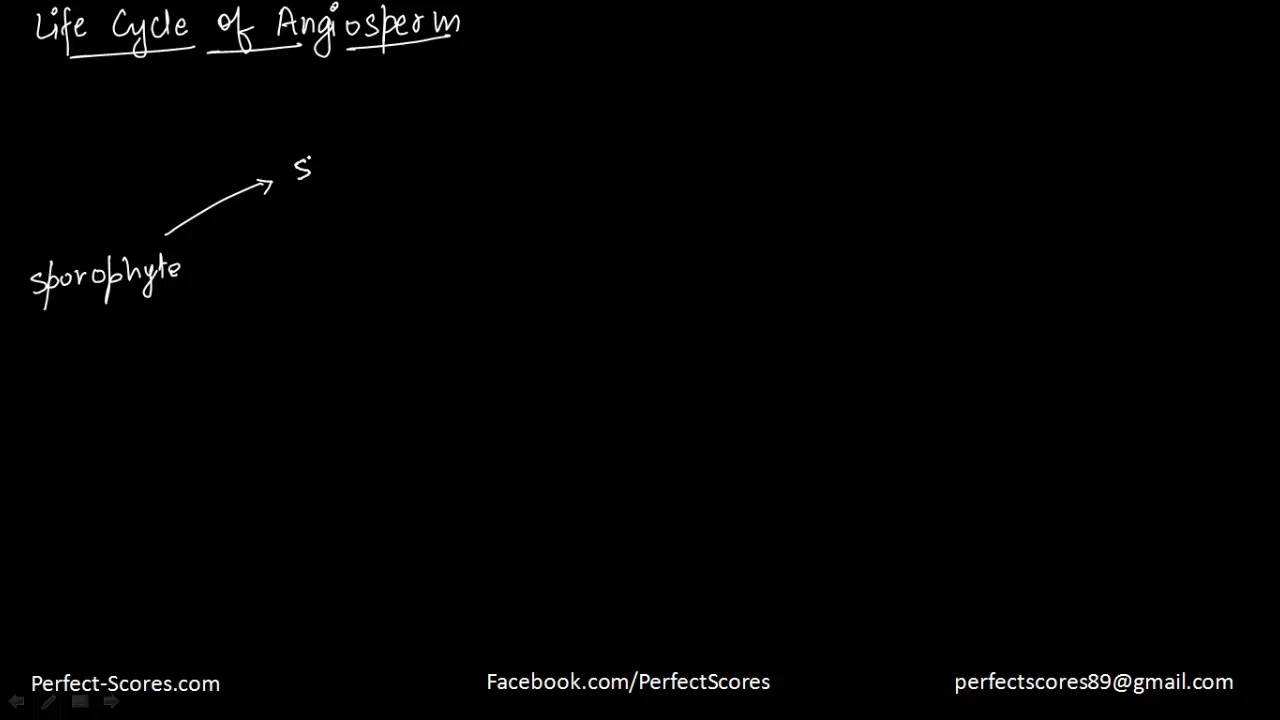 Life Cycle of Angiosperm
s
sporophyte
Perfect-Scores.com
Facebook.com/PerfectScores
perfectscores89@gmail.com